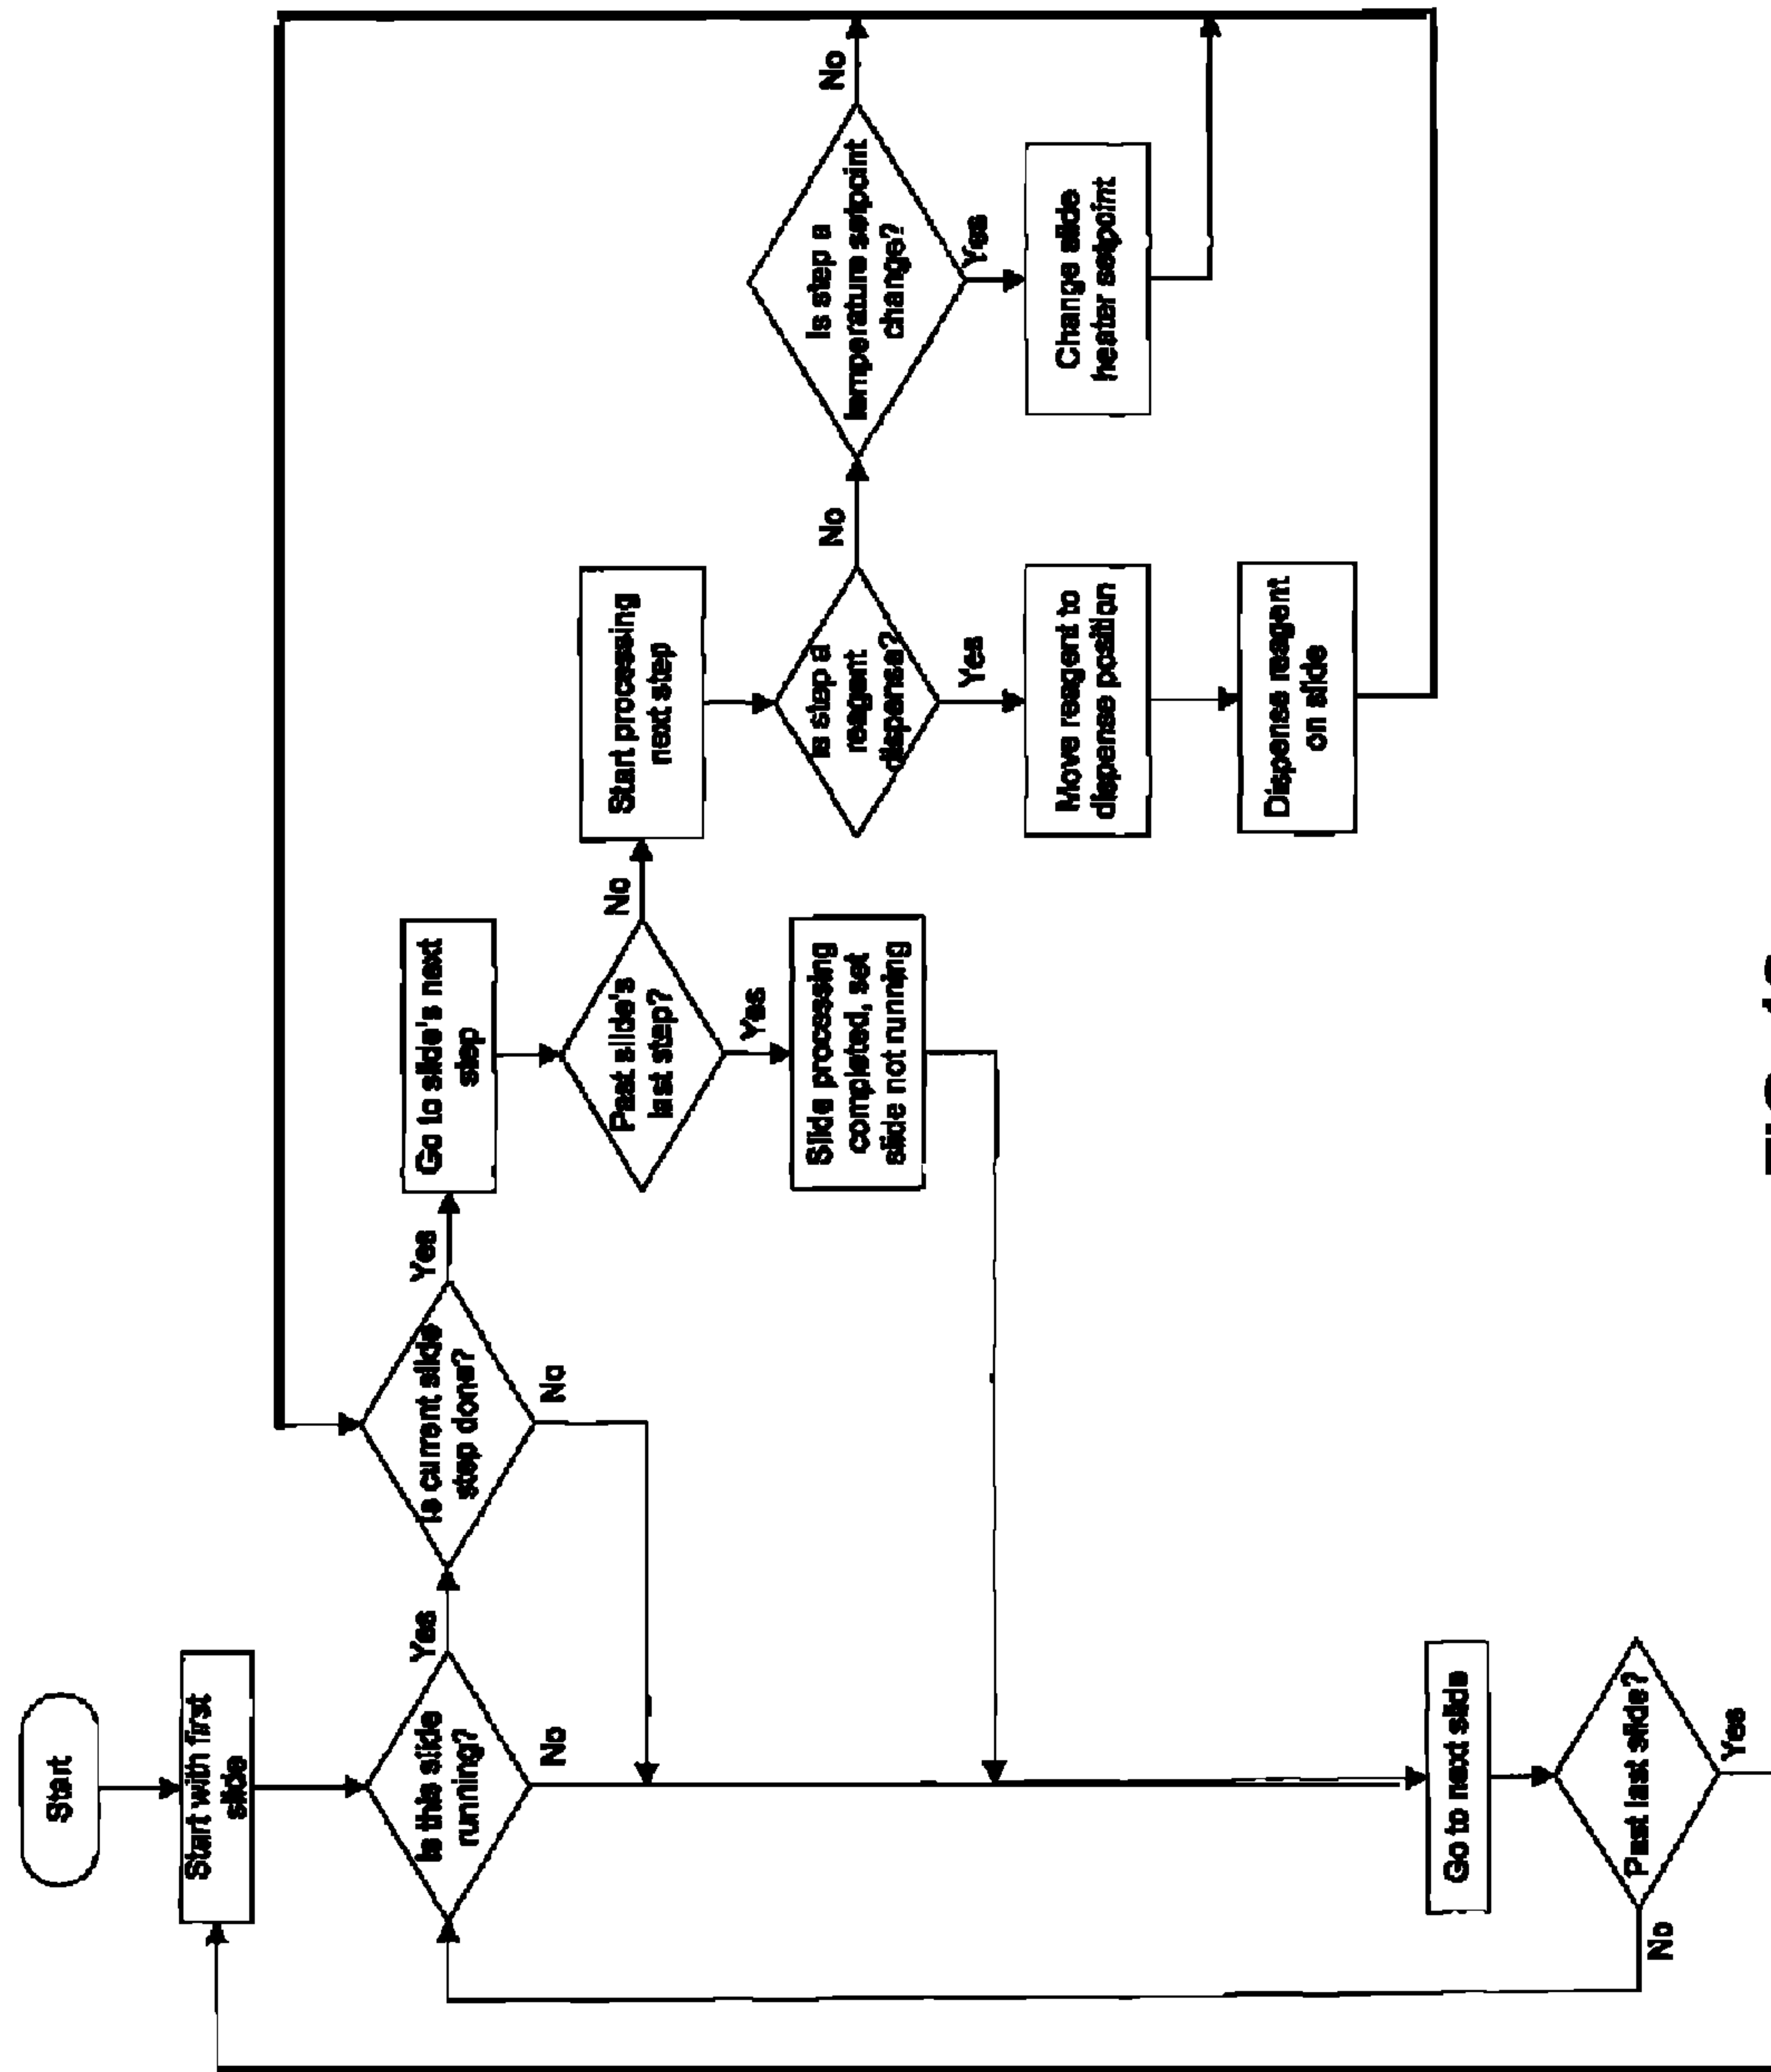 Start
Start with first
slide
Is this slide
running?
Yes
No
Is current slide
step done?
Yes
No
Go to slide's next
step
Past slide's
last step?
No
Yes
Slide processing
completed, set
slide not running
Start processing
next step
Is step a
reagent
dispense?
No
Yes
Move reagent to
dispense position
Dispense reagent
on slide
Is step a
temperature setpoint
change?
No
Yes
Change slide
heater setpoint
Go to next slide
Past last slide?
No
Yes